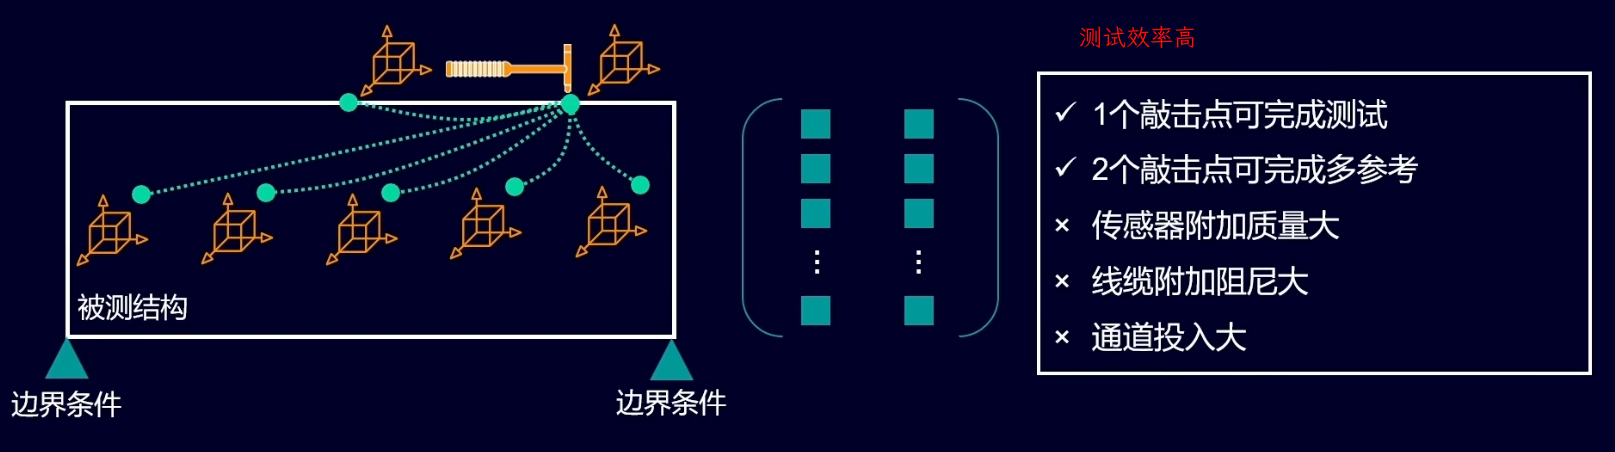 测试效率高
1个敲击点可完成测试
2个敲击点可完成多参考
传感器附加质量大
线缆附加阻尼大
通道投入大
被测结构
边界条件
边界条件